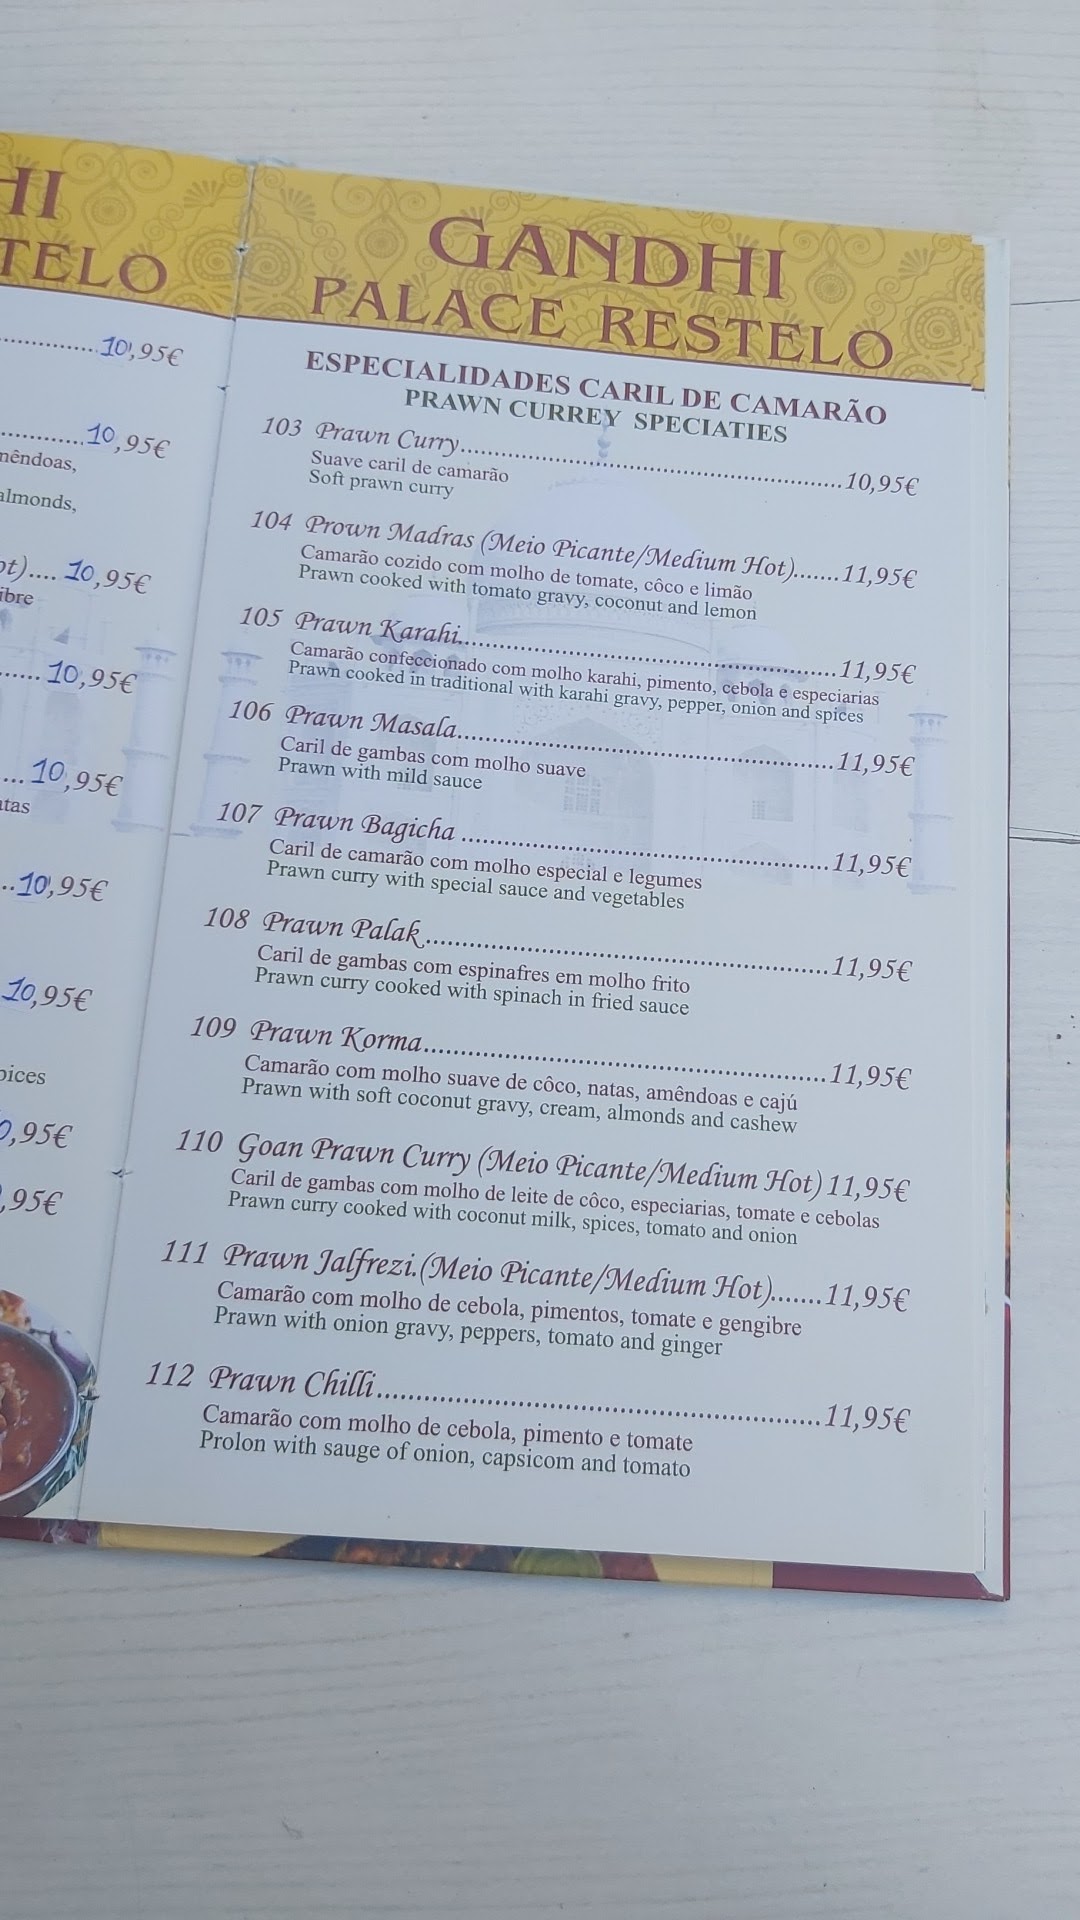 HI
TELO
10,95€
10,95€
mêndoas,
almonds,
ot).... 10,95€
ibre
10,95€
10,95€
atas
10,95€
10,95€
pices
0,95€
,95€
GANDHI
PALACE RESTELO
ESPECIALIDADES CARIL DE CAMARÃO
PRAWN CURREY SPECIATIES
103 Prawn Curry..........10,95€
Suave caril de camarão
Soft prawn curry
104 Prown Madras (Meio Picante/Medium Hot).......11,95€
Camarão cozido com molho de tomate, côco e limão
Prawn cooked with tomato gravy, coconut and lemon
105 Prawn Karahi..........11,95€
Camarão confeccionado com molho karahi, pimento, cebola e especiarias
Prawn cooked in traditional with karahi gravy, pepper, onion and spices
106 Prawn Masala..........11,95€
Caril de gambas com molho suave
Prawn with mild sauce
107 Prawn Bagicha ..........11,95€
Caril de camarão com molho especial e legumes
Prawn curry with special sauce and vegetables
108 Prawn Palak..........11,95€
Caril de gambas com espinafres em molho frito
Prawn curry cooked with spinach in fried sauce
109 Prawn Korma..........11,95€
Camarão com molho suave de côco, natas, amêndoas e cajú
Prawn with soft coconut gravy, cream, almonds and cashew
110 Goan Prawn Curry (Meio Picante/Medium Hot) 11,95€
Caril de gambas com molho de leite de côco, especiarias, tomate e cebolas
Prawn curry cooked with coconut milk, spices, tomato and onion
111 Prawn Jalfrezi.(Meio Picante/Medium Hot).......11,95€
Camarão com molho de cebola, pimentos, tomate e gengibre
Prawn with onion gravy, peppers, tomato and ginger
112 Prawn Chilli..........11,95€
Camarão com molho de cebola, pimento e tomate
Prolon with sauge of onion, capsicom and tomato